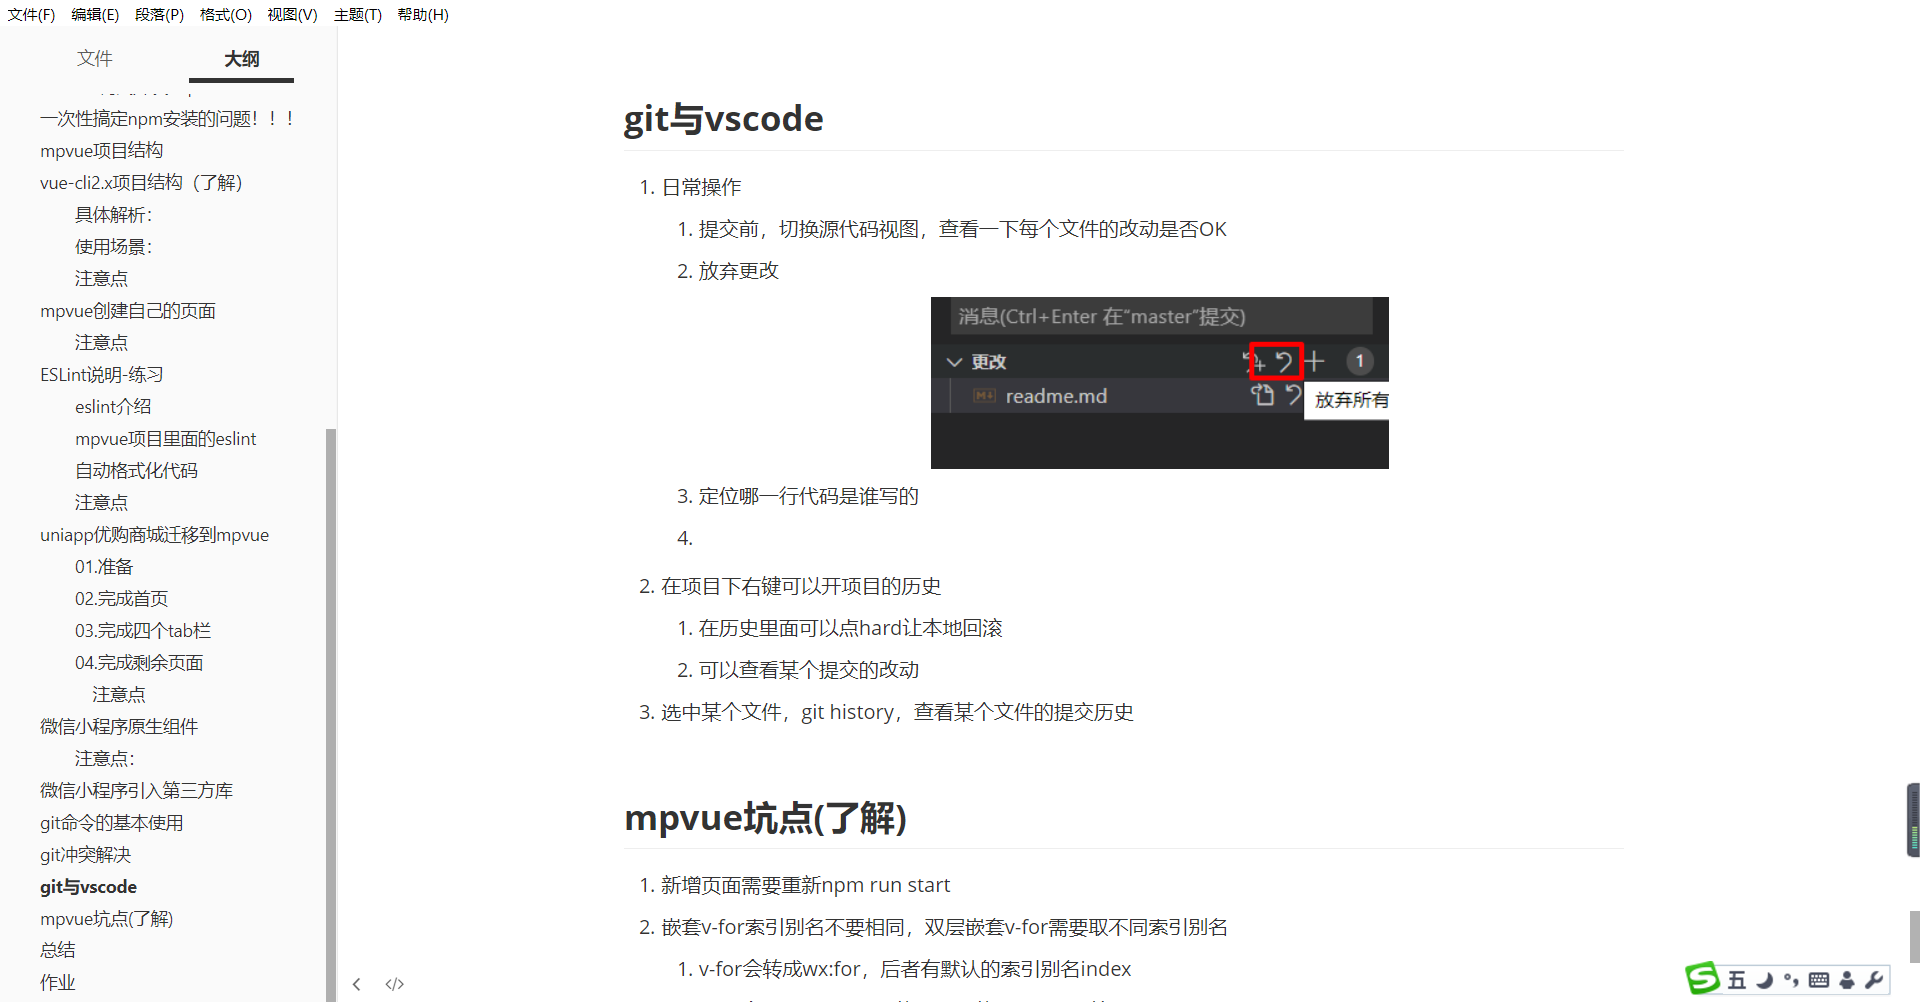 文件(F) 编辑(E) 段落(P) 格式(O) 视图(V) 主题(T) 帮助(H)
文件 大纲
一次性搞定npm安装的问题！！！
mpvue项目结构
vue-cli2.x项目结构（了解）
具体解析：
使用场景：
注意点
mpvue创建自己的页面
注意点
ESLint说明-练习
eslint介绍
mpvue项目里面的eslint
自动格式化代码
注意点
uniapp优购商城迁移到mpvue
01.准备
02.完成首页
03.完成四个tab栏
04.完成剩余页面
注意点
微信小程序原生组件
注意点：
微信小程序引入第三方库
git命令的基本使用
git冲突解决
git与vscode
mpvue坑点(了解)
总结
作业
git与vscode
1. 日常操作
1. 提交前，切换源代码视图，查看一下每个文件的改动是否OK
2. 放弃更改
消息(Ctrl+Enter 在“master”提交)
更改 1
readme.md
放弃所有
3. 定位哪一行代码是谁写的
4.
2. 在项目下右键可以开项目的历史
1. 在历史里面可以点hard让本地回滚
2. 可以查看某个提交的改动
3. 选中某个文件，git history，查看某个文件的提交历史
mpvue坑点(了解)
1. 新增页面需要重新npm run start
2. 嵌套v-for索引别名不要相同，双层嵌套v-for需要取不同索引别名
1. v-for会转成wx:for，后者有默认的索引别名index
五